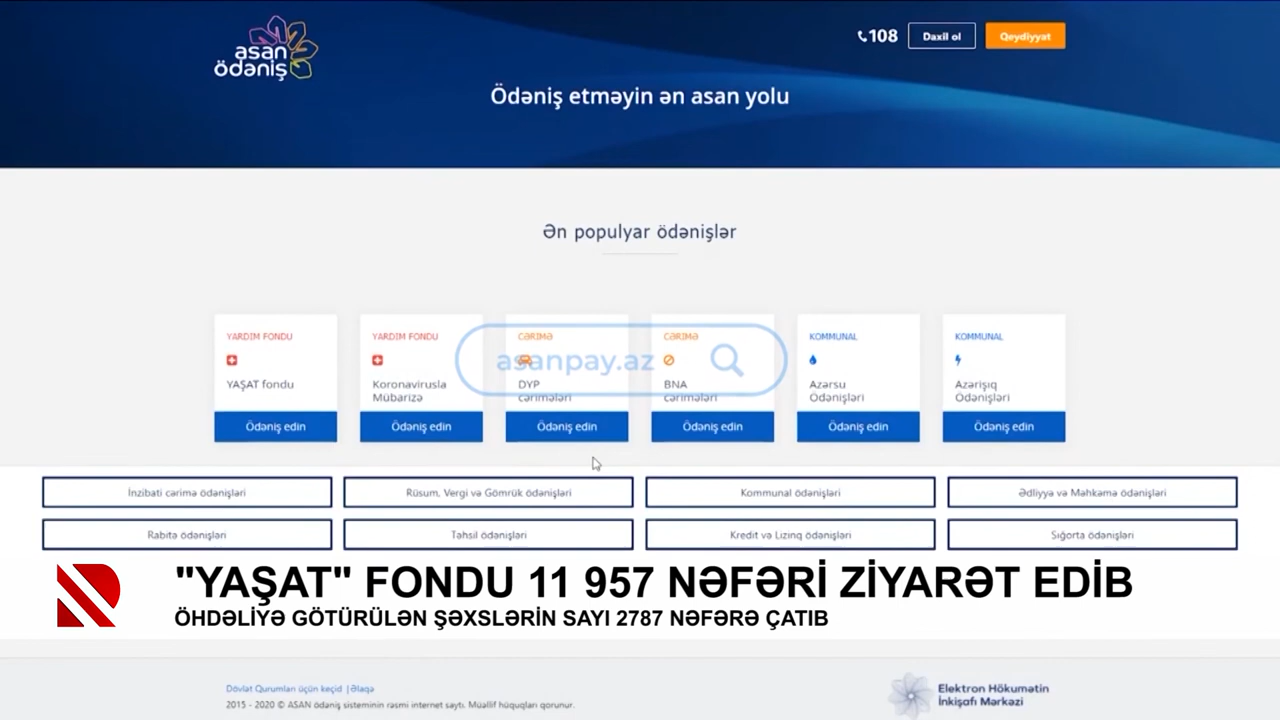 asan
ödəniş
108
Daxil ol
Qeydiyyat
Ödəniş etməyin ən asan yolu
Ən populyar ödənişlər
YARDIM FONDU
YAŞAT fondu
Ödəniş edin
YARDIM FONDU
Koronavirusla
Mübarizə
Ödəniş edin
CƏRİMƏ
DYP
cərimələri
Ödəniş edin
CƏRİMƏ
BNA
cərimələri
Ödəniş edin
KOMMUNAL
Azərsu
Ödənişləri
Ödəniş edin
KOMMUNAL
Azərişıq
Ödənişləri
Ödəniş edin
asanpay.az
İnzibati cərimə ödənişləri
Rüsum, Vergi və Gömrük ödənişləri
Kommunal ödənişləri
Ədliyyə və Məhkəmə ödənişləri
Rabitə ödənişləri
Təhsil ödənişləri
Kredit və Lizinq ödənişləri
Sığorta ödənişləri
"YAŞAT" FONDU 11 957 NƏFƏRİ ZİYARƏT EDİB
ÖHDƏLİYƏ GÖTÜRÜLƏN ŞƏXSLƏRİN SAYI 2787 NƏFƏRƏ ÇATIB
Dövlət Qurumları üçün keçid | Əlaqə
2015 - 2020 © ASAN ödəniş sisteminin rəsmi internet saytı. Müəllif hüquqları qorunur.
Elektron Hökumətin
İnkişafı Mərkəzi